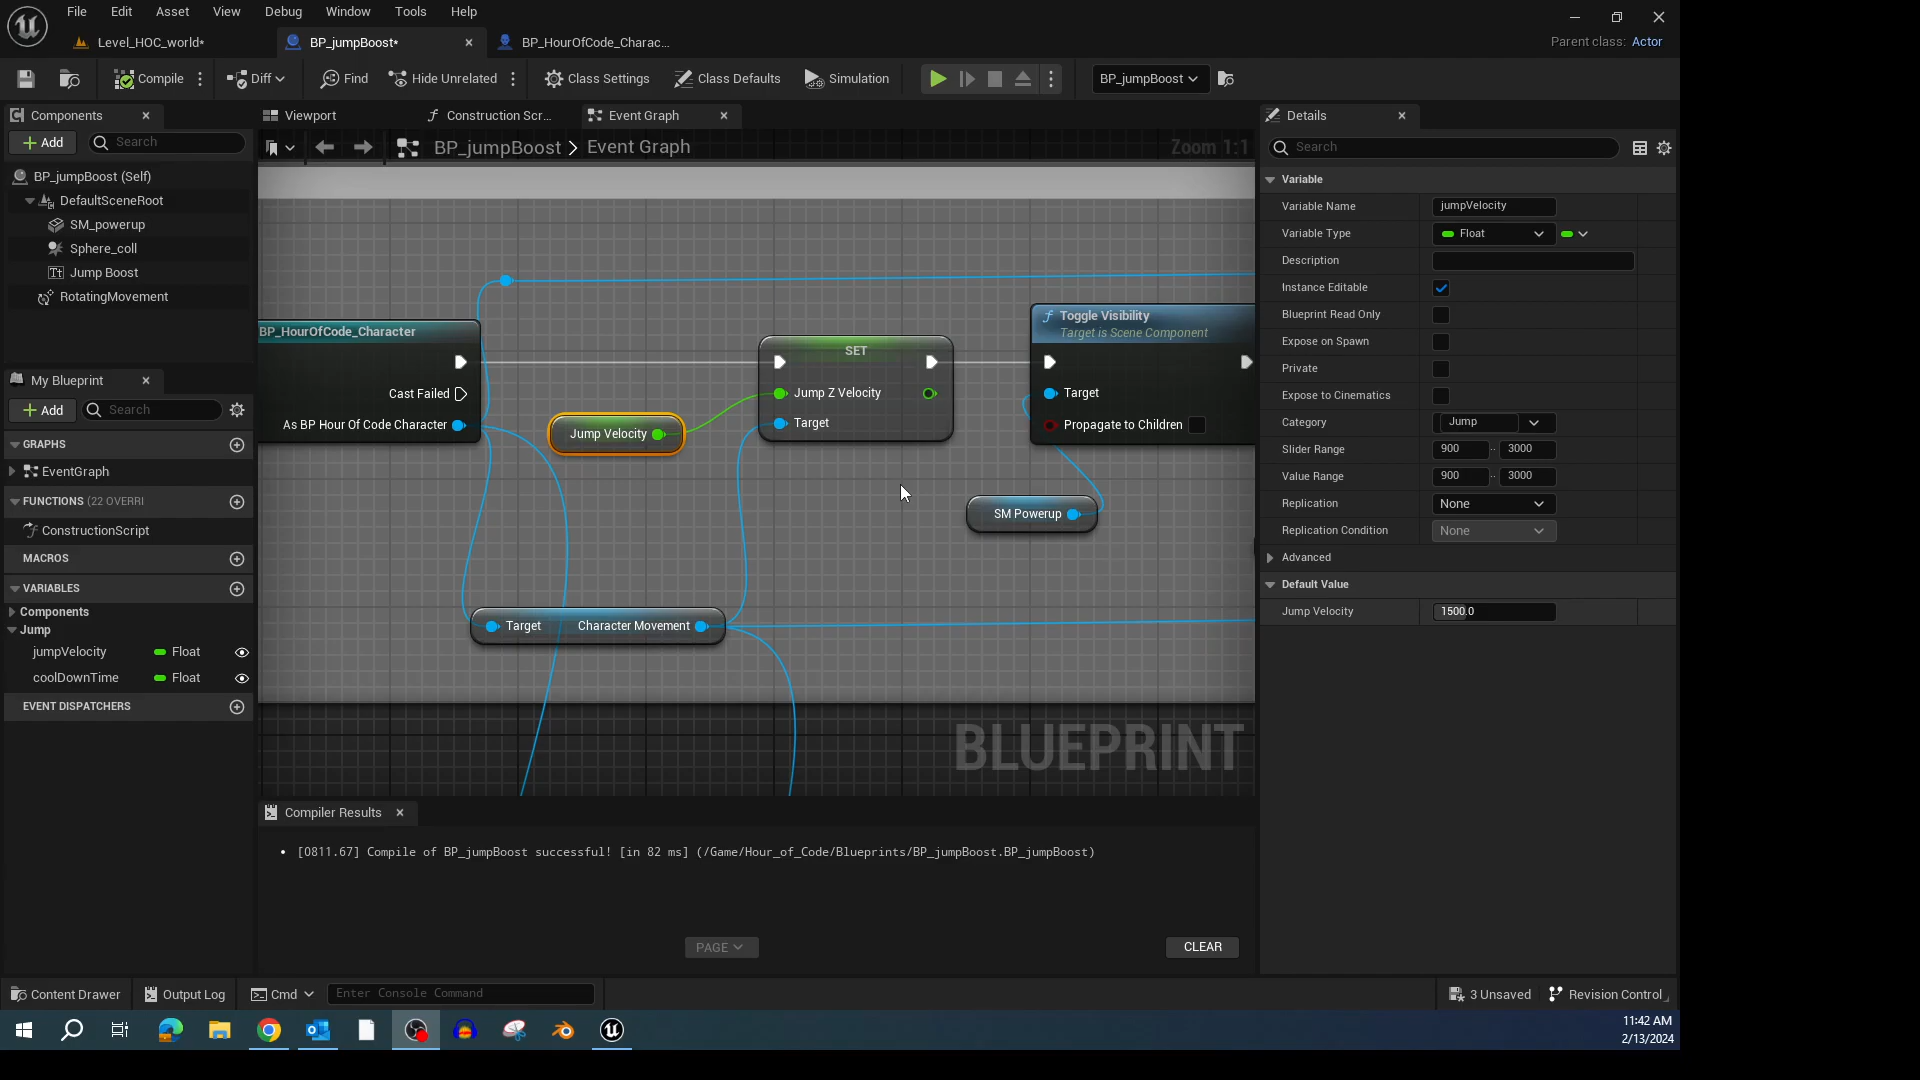 File Edit Asset View Debug Window Tools Help
Level_HOC_world*
BP_jumpBoost*
BP_HourOfCode_Charac...
Parent class: Actor
Compile
Diff
Find
Hide Unrelated
Class Settings
Class Defaults
Simulation
BP_jumpBoost
Components
Add
Search
BP_jumpBoost (Self)
DefaultSceneRoot
SM_powerup
Sphere_coll
Jump Boost
RotatingMovement
My Blueprint
Add
Search
GRAPHS
EventGraph
FUNCTIONS (22 OVERRI
ConstructionScript
MACROS
VARIABLES
Components
Jump
jumpVelocity Float
coolDownTime Float
EVENT DISPATCHERS
Viewport
Construction Scr...
Event Graph
BP_jumpBoost > Event Graph
Zoom 1:1
BP_HourOfCode_Character
Cast Failed
As BP Hour Of Code Character
Jump Velocity
SET
Jump Z Velocity
Target
Toggle Visibility
Target is Scene Component
Target
Propagate to Children
SM Powerup
Target Character Movement
BLUEPRINT
Compiler Results
• [0811.67] Compile of BP_jumpBoost successful! [in 82 ms] (/Game/Hour_of_Code/Blueprints/BP_jumpBoost.BP_jumpBoost)
PAGE
CLEAR
Details
Search
Variable
Variable Name jumpVelocity
Variable Type Float
Description
Instance Editable
Blueprint Read Only
Expose on Spawn
Private
Expose to Cinematics
Category Jump
Slider Range 900 .. 3000
Value Range 900 .. 3000
Replication None
Replication Condition None
Advanced
Default Value
Jump Velocity 1500.0
Content Drawer
Output Log
Cmd
Enter Console Command
3 Unsaved
Revision Control
11:42 AM
2/13/2024